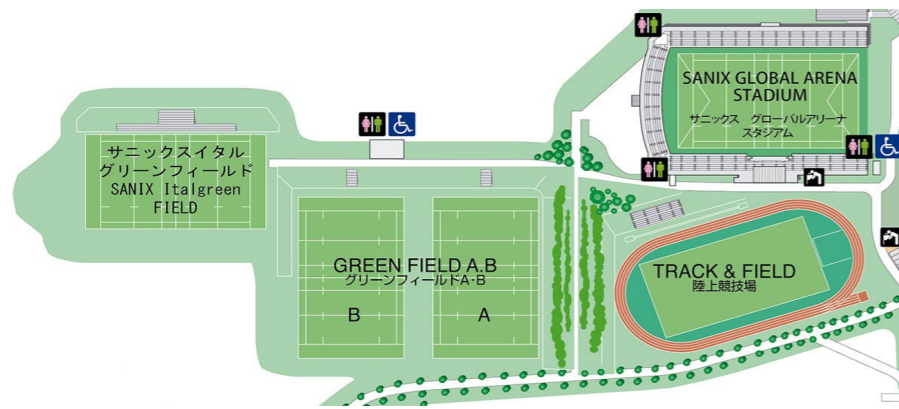 サニックスイタル
グリーンフィールド
SANIX Italgreen
FIELD
SANIX GLOBAL ARENA
STADIUM
サニックス グローバルアリーナ
スタジアム
GREEN FIELD A.B
グリーンフィールドA・B
B
A
TRACK & FIELD
陸上競技場